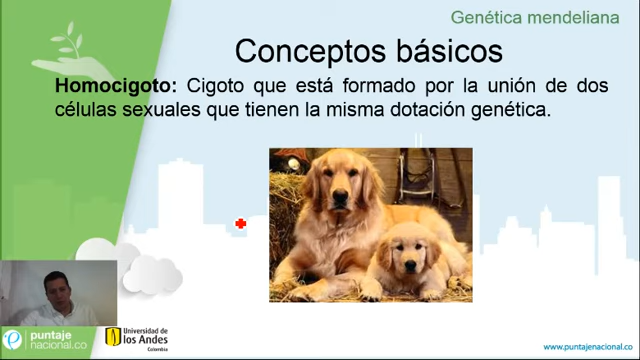 Genética mendeliana
Conceptos básicos
Homocigoto: Cigoto que está formado por la unión de dos
células sexuales que tienen la misma dotación genética.
puntaje
nacional.co
Universidad de
los Andes
Colombia
www.puntajenacional.co